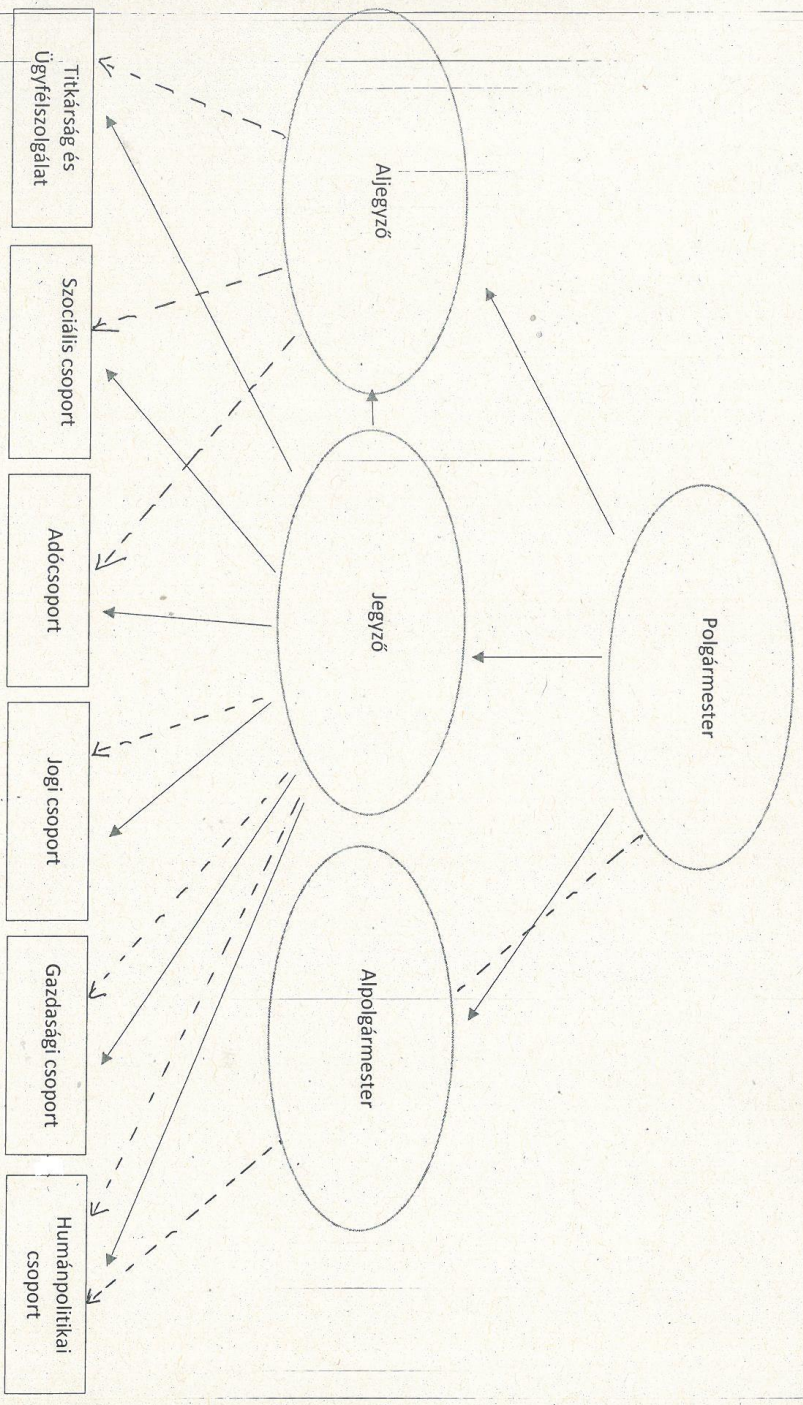 Polgármester
Aljegyző
Jegyző
Alpolgármester
Titkárság és
Ügyfélszolgálat
Szociális csoport
Adócsoport
Jogi csoport
Gazdasági csoport
Humánpolitikai
csoport